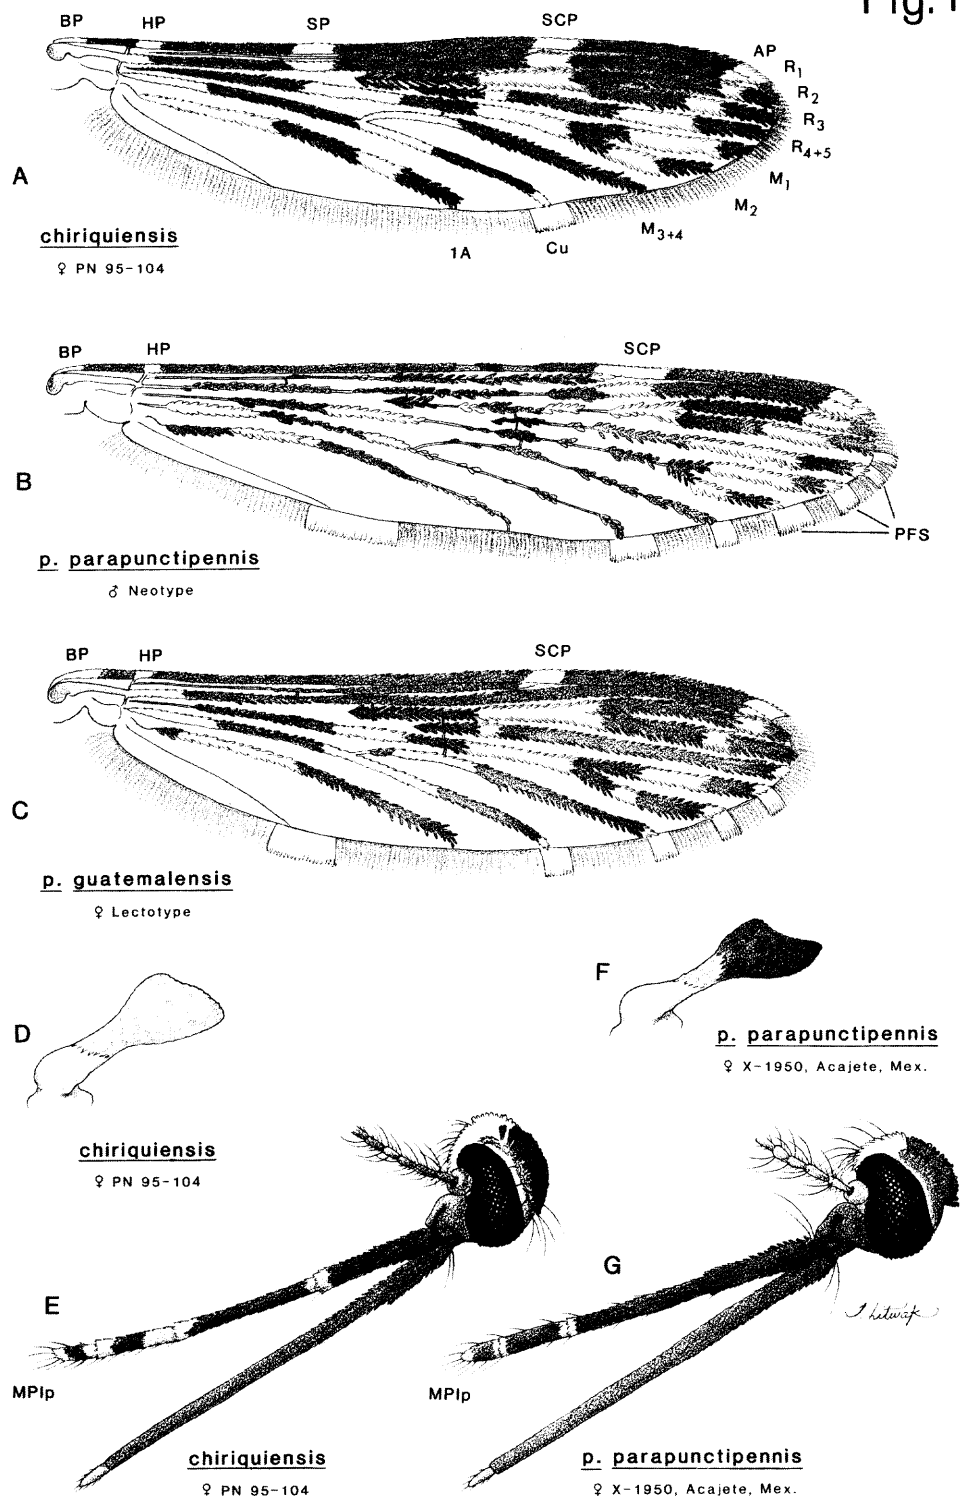 Fig. 1
BP HP SP SCP
AP
R1
R2
R3
R4+5
M1
M2
M3+4
Cu
1A
A
chiriquiensis
♀ PN 95-104
BP HP SCP
B
PFS
p. parapunctipennis
♂ Neotype
BP HP SCP
C
p. guatemalensis
♀ Lectotype
F
D
p. parapunctipennis
♀ X-1950, Acajete, Mex.
chiriquiensis
♀ PN 95-104
G
E
T Litwak
MPlp
MPlp
chiriquiensis
♀ PN 95-104
p. parapunctipennis
♀ X-1950, Acajete, Mex.